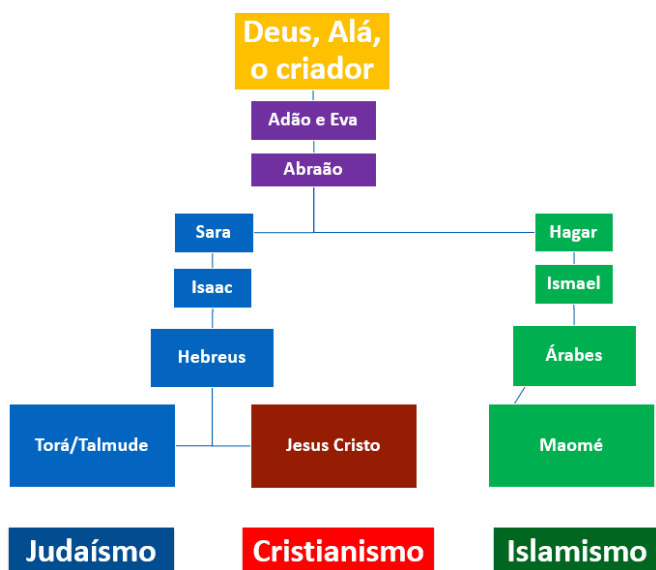 Deus, Alá,
o criador
Adão e Eva
Abraão
Sara
Hagar
Isaac
Ismael
Hebreus
Árabes
Torá/Talmude
Jesus Cristo
Maomé
Judaísmo
Cristianismo
Islamismo